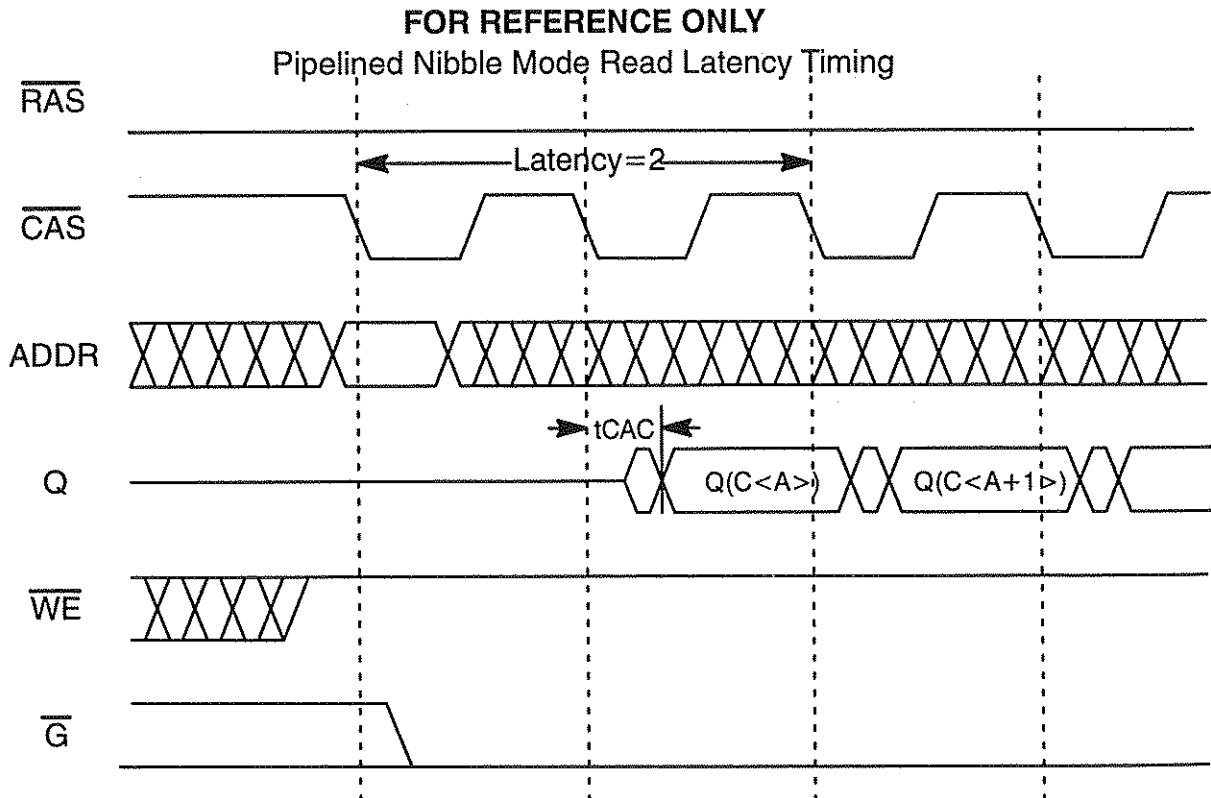 FOR REFERENCE ONLY
Pipelined Nibble Mode Read Latency Timing
RAS
Latency=2
CAS
ADDR
tCAC
Q
Q(C<A>)
Q(C<A+1>)
WE
G